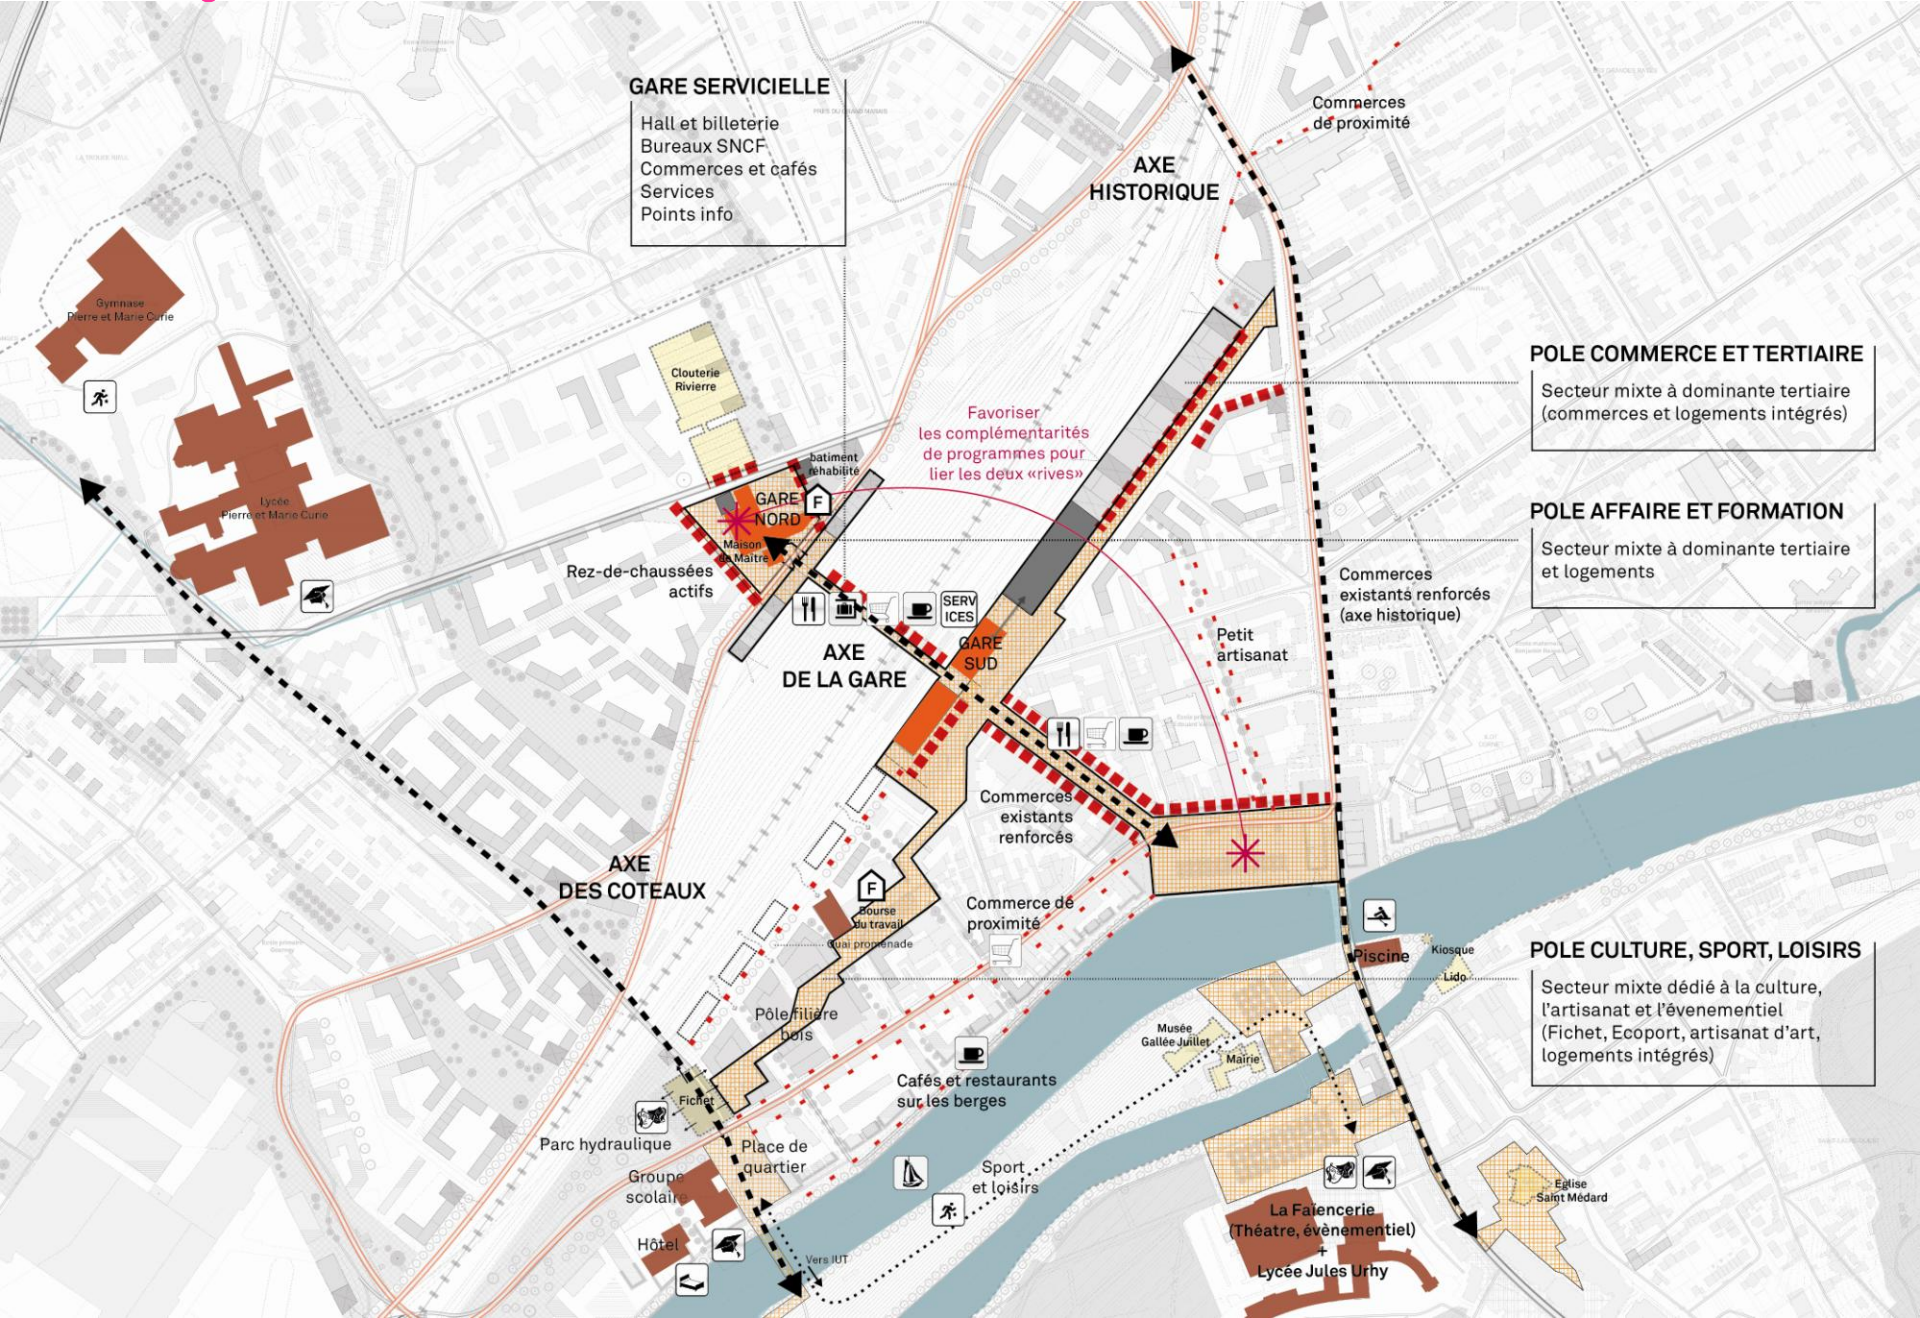 GARE SERVICIELLE
Hall et billeterie
Bureaux SNCF
Commerces et cafés
Services
Points info
Commerces
de proximité
AXE
HISTORIQUE
Gymnase
Pierre et Marie Curie
Clouterie
Rivierre
POLE COMMERCE ET TERTIAIRE
Secteur mixte à dominante tertiaire
(commerces et logements intégrés)
Favoriser
les complémentarités
de programmes pour
lier les deux «rives»
batiment
réhabilité
Lycée
Pierre et Marie Curie
GARE
NORD
F
Maison
de Maître
POLE AFFAIRE ET FORMATION
Secteur mixte à dominante tertiaire
et logements
Rez-de-chaussées
actifs
Commerces
existants renforcés
(axe historique)
SERV
ICES
GARE
SUD
AXE
DE LA GARE
Petit
artisanat
Commerces
existants
renforcés
AXE
DES COTEAUX
F
Bourse
du travail
Quai promenade
Commerce de
proximité
Piscine
Kiosque
Lido
POLE CULTURE, SPORT, LOISIRS
Secteur mixte dédié à la culture,
l'artisanat et l'évenementiel
(Fichet, Ecoport, artisanat d'art,
logements intégrés)
Pôle filière
bois
Musée
Gallée Juillet
Mairie
Cafés et restaurants
sur les berges
Fichet
Parc hydraulique
Place de
quartier
Groupe
scolaire
Sport
et loisirs
Hôtel
Vers IUT
Eglise
Saint Médard
La Faïencerie
(Théatre, évènementiel)
+
Lycée Jules Urhy